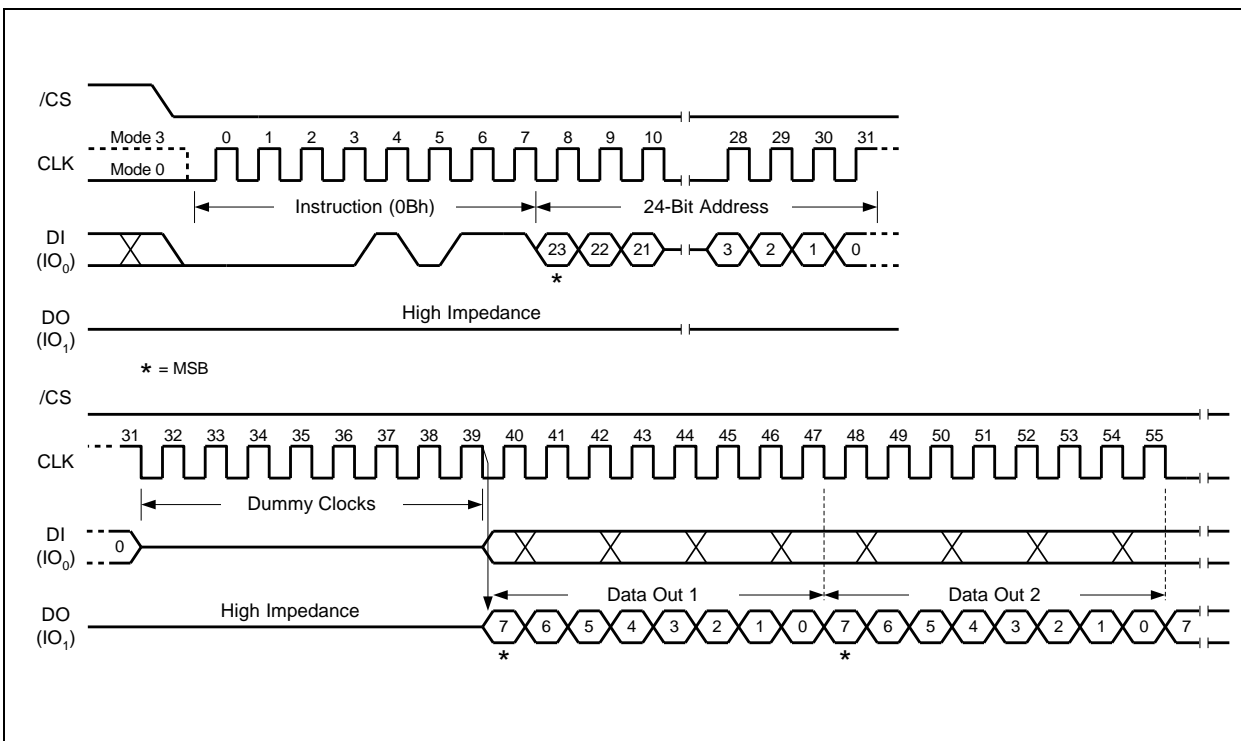 /CS
Mode 3 0 1 2 3 4 5 6 7 8 9 10 28 29 30 31
CLK
Mode 0
Instruction (0Bh) 24-Bit Address
DI
(IO0) 23 22 21 3 2 1 0
*
High Impedance
DO
(IO1)
* = MSB
/CS
31 32 33 34 35 36 37 38 39 40 41 42 43 44 45 46 47 48 49 50 51 52 53 54 55
CLK
Dummy Clocks
DI
(IO0) 0
Data Out 1 Data Out 2
High Impedance
DO
(IO1) 7 6 5 4 3 2 1 0 7 6 5 4 3 2 1 0 7
* *